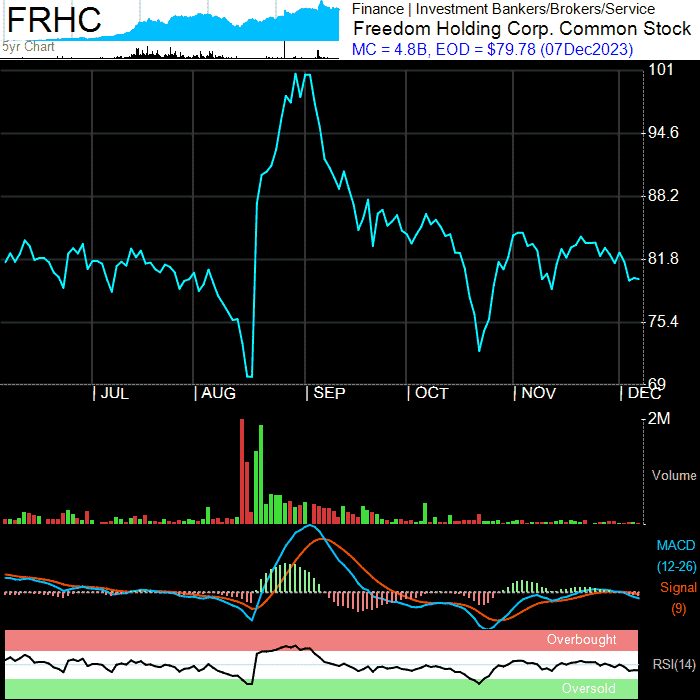 FRHC
5yr Chart
Finance | Investment Bankers/Brokers/Service
Freedom Holding Corp. Common Stock
MC = 4.8B, EOD = $79.78 (07Dec2023)
101
94.6
88.2
81.8
75.4
69
JUL
AUG
SEP
OCT
NOV
DEC
2M
Volume
MACD
(12-26)
Signal
(9)
Overbought
RSI(14)
Oversold